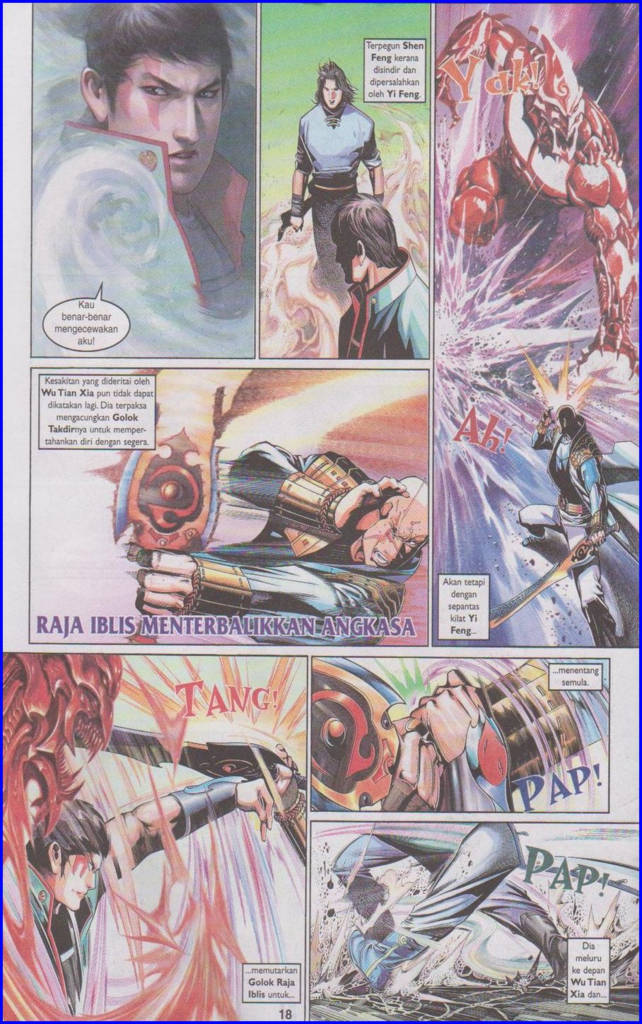 Kau
benar-benar
mengecewakan
aku!
Terpegun Shen
Feng kerana
disindir dan
dipersalahkan
oleh Yi Feng.
Yak!
Ah!
Akan tetapi
dengan
sepantas
kilat Yi
Feng...
Kesakitan yang dideritai oleh
Wu Tian Xia pun tidak dapat
dikatakan lagi. Dia terpaksa
mengacungkan Golok
Takdirnya untuk memper-
tahankan diri dengan segera.
RAJA IBLIS MENTERBALIKKAN ANGKASA
TANG!
...memutarkan
Golok Raja
Iblis untuk...
...menentang
semula.
PAP!
PAP!
Dia
meluru
ke depan
Wu Tian
Xia dan...
18